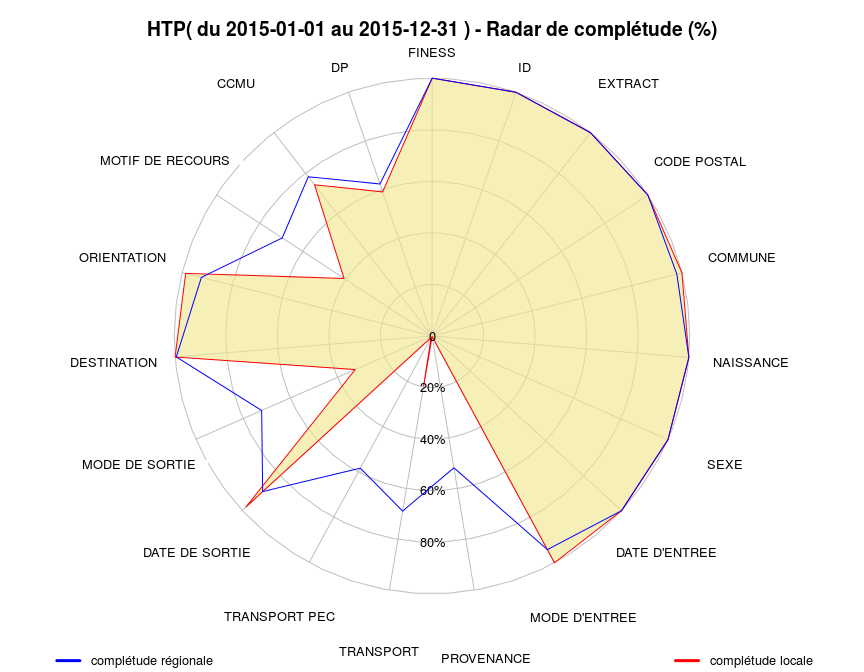 HTP( du 2015-01-01 au 2015-12-31 ) - Radar de complétude (%)
FINESS
DP
ID
CCMU
EXTRACT
MOTIF DE RECOURS
CODE POSTAL
ORIENTATION
COMMUNE
0
DESTINATION
NAISSANCE
20%
40%
MODE DE SORTIE
SEXE
60%
80%
DATE DE SORTIE
DATE D'ENTREE
TRANSPORT PEC
MODE D'ENTREE
TRANSPORT
PROVENANCE
complétude régionale
complétude locale